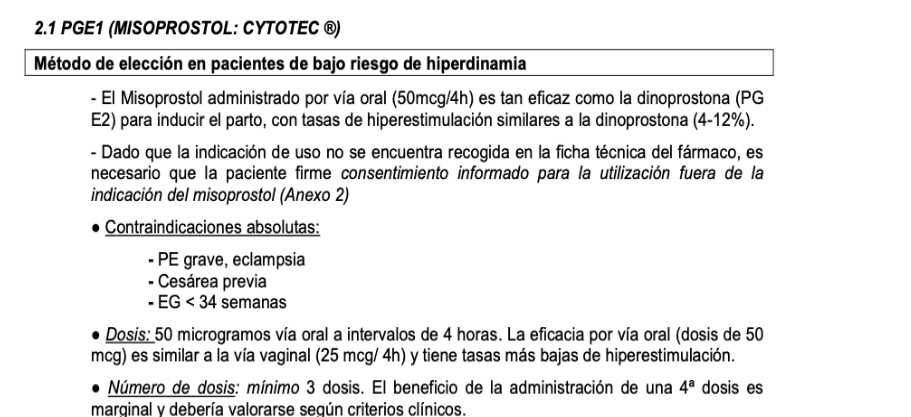 2.1 PGE1 (MISOPROSTOL: CYTOTEC ®)
Método de elección en pacientes de bajo riesgo de hiperdinamia
- El Misoprostol administrado por vía oral (50mcg/4h) es tan eficaz como la dinoprostona (PG
E2) para inducir el parto, con tasas de hiperestimulación similares a la dinoprostona (4-12%).
- Dado que la indicación de uso no se encuentra recogida en la ficha técnica del fármaco, es
necesario que la paciente firme consentimiento informado para la utilización fuera de la
indicación del misoprostol (Anexo 2)
● Contraindicaciones absolutas:
- PE grave, eclampsia
- Cesárea previa
- EG < 34 semanas
● Dosis: 50 microgramos vía oral a intervalos de 4 horas. La eficacia por vía oral (dosis de 50
mcg) es similar a la vía vaginal (25 mcg/ 4h) y tiene tasas más bajas de hiperestimulación.
● Número de dosis: mínimo 3 dosis. El beneficio de la administración de una 4ª dosis es
marginal y debería valorarse según criterios clínicos.